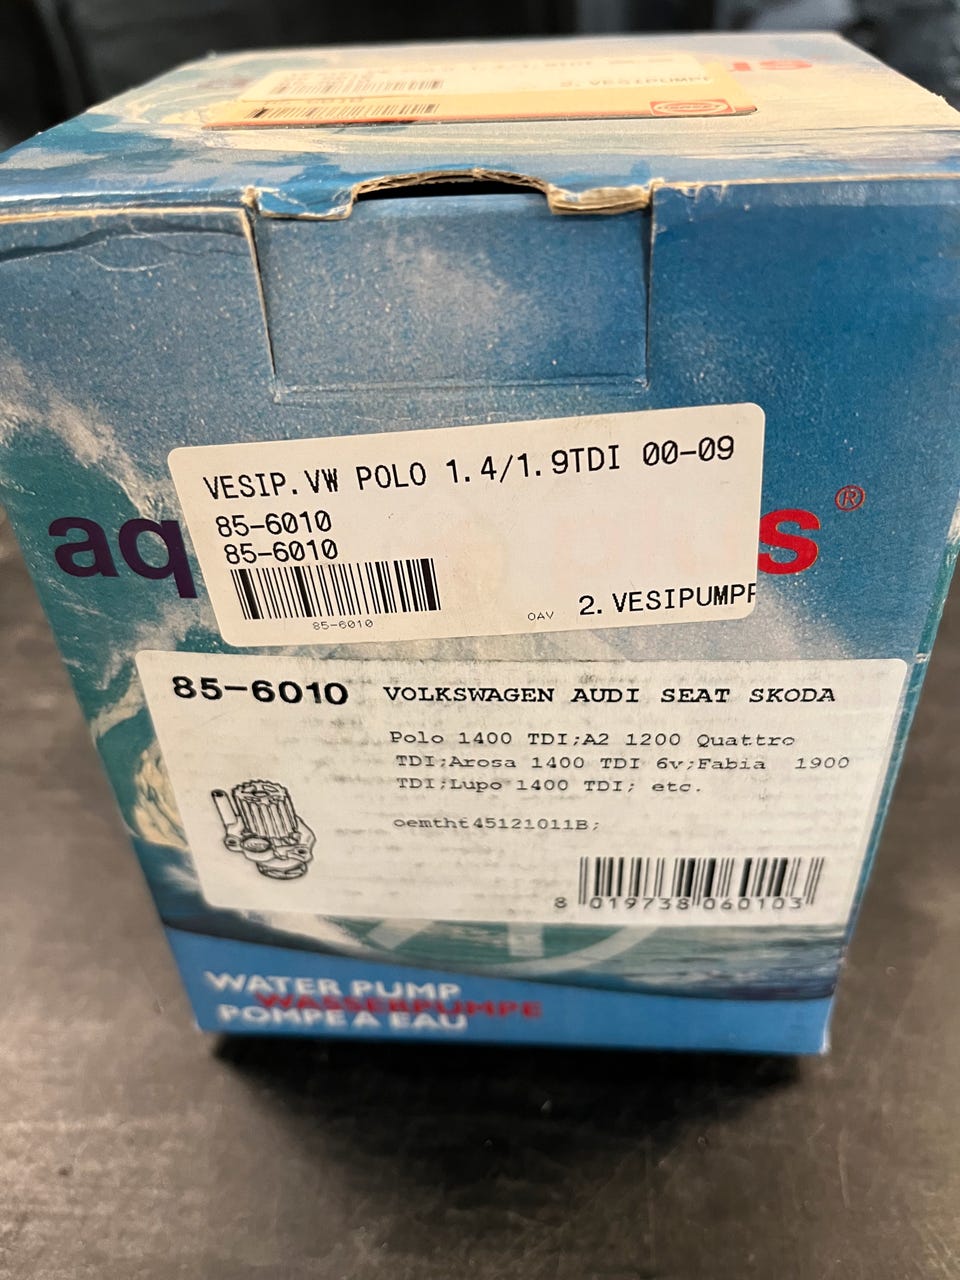 2. VESIPUMPP
VESIP.VW POLO 1.4/1.9TDI 00-09
85-6010
85-6010
85-6010
OAV 2. VESIPUMPP
aq s®
85-6010 VOLKSWAGEN AUDI SEAT SKODA
Polo 1400 TDI;A2 1200 Quattro
TDI;Arosa 1400 TDI 6v;Fabia 1900
TDI;Lupo 1400 TDI; etc.
oemtht45121011B;
8 019738 060103
WATER PUMP
WASSERPUMPE
POMPE A EAU